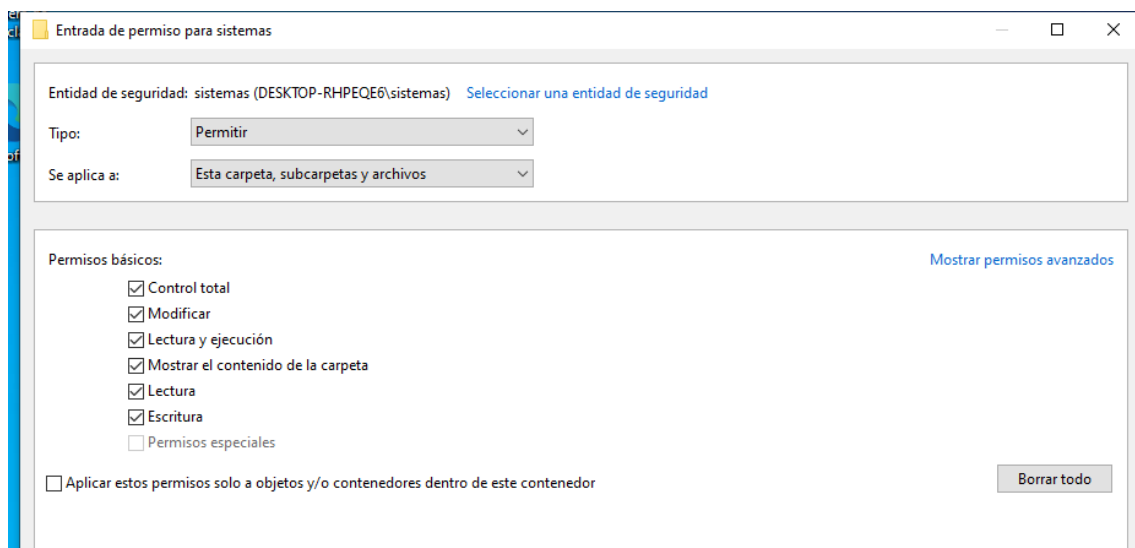 Entrada de permiso para sistemas
Entidad de seguridad: sistemas (DESKTOP-RHPEQE6\sistemas) Seleccionar una entidad de seguridad
Tipo: Permitir
Se aplica a: Esta carpeta, subcarpetas y archivos
Permisos básicos: Mostrar permisos avanzados
Control total
Modificar
Lectura y ejecución
Mostrar el contenido de la carpeta
Lectura
Escritura
Permisos especiales
Aplicar estos permisos solo a objetos y/o contenedores dentro de este contenedor
Borrar todo